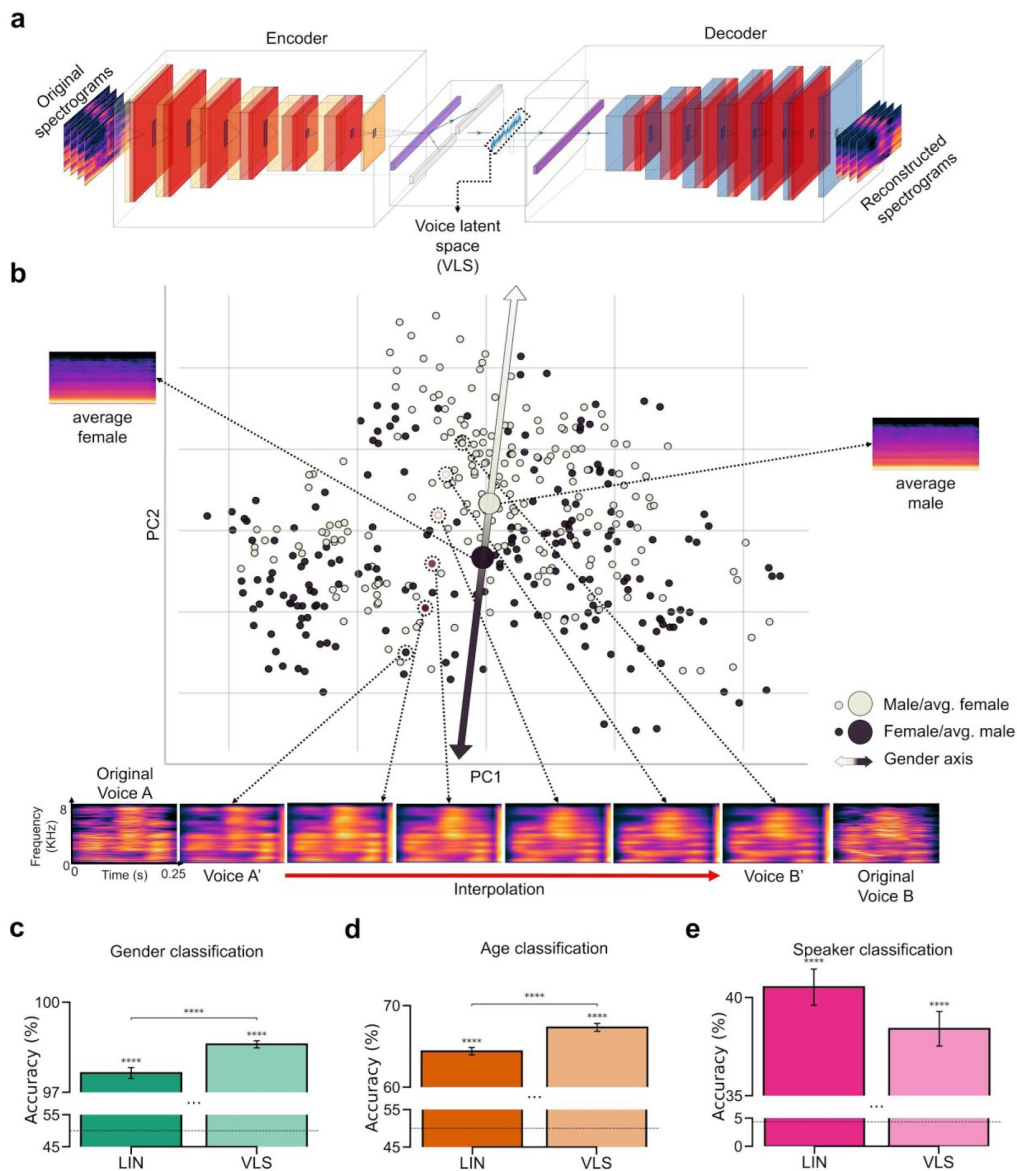 a
Encoder
Decoder
Original
spectrograms
Reconstructed
spectrograms
Voice latent
space
(VLS)
b
average
female
average
male
PC2
PC1
Male/avg. female
Female/avg. male
Gender axis
Original
Voice A
Frequency
(KHz)
8
0
0
Time (s)
0.25
Voice A'
Interpolation
Voice B'
Original
Voice B
c
Gender classification
Accuracy (%)
100
97
55
45
****
****
****
...
LIN
VLS
d
Age classification
Accuracy (%)
70
60
55
45
****
****
****
...
LIN
VLS
e
Speaker classification
Accuracy (%)
40
35
5
0
****
****
...
LIN
VLS